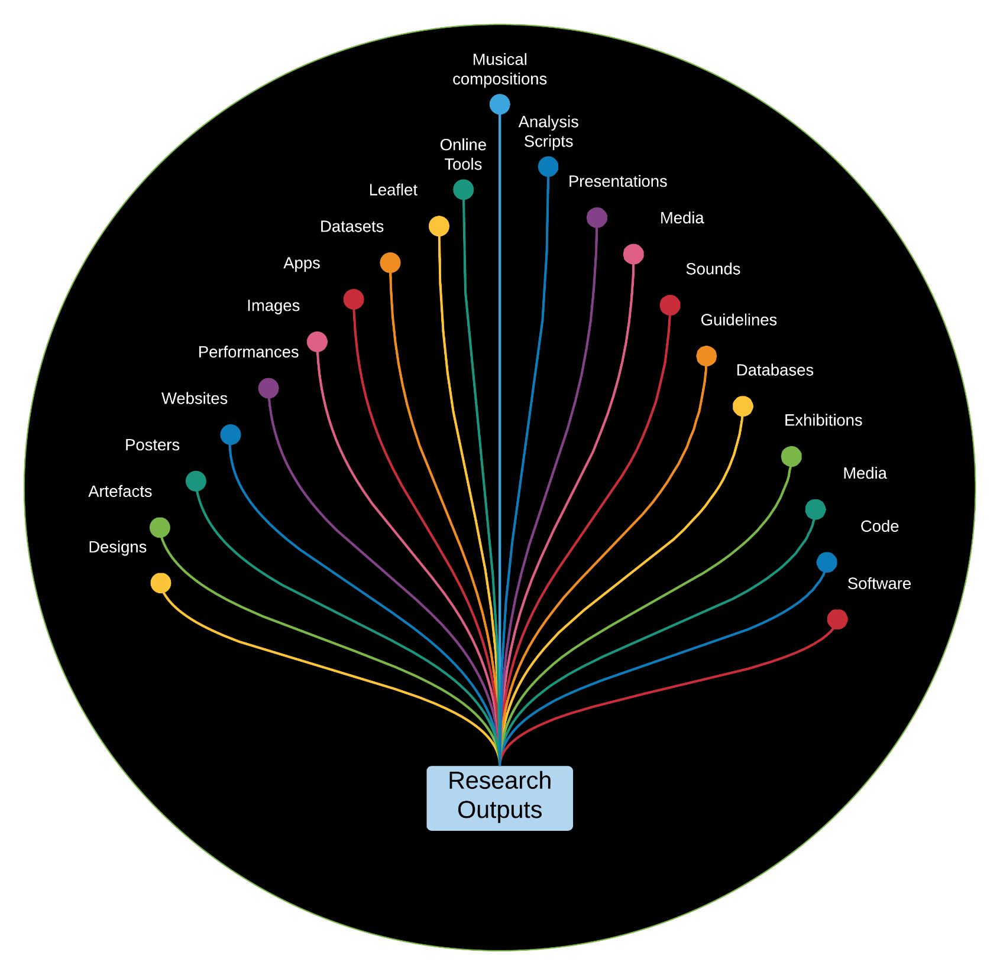 Musical
compositions
Analysis
Scripts
Online
Tools
Presentations
Leaflet
Media
Datasets
Apps
Sounds
Images
Guidelines
Performances
Databases
Websites
Exhibitions
Posters
Media
Artefacts
Code
Designs
Software
Research
Outputs